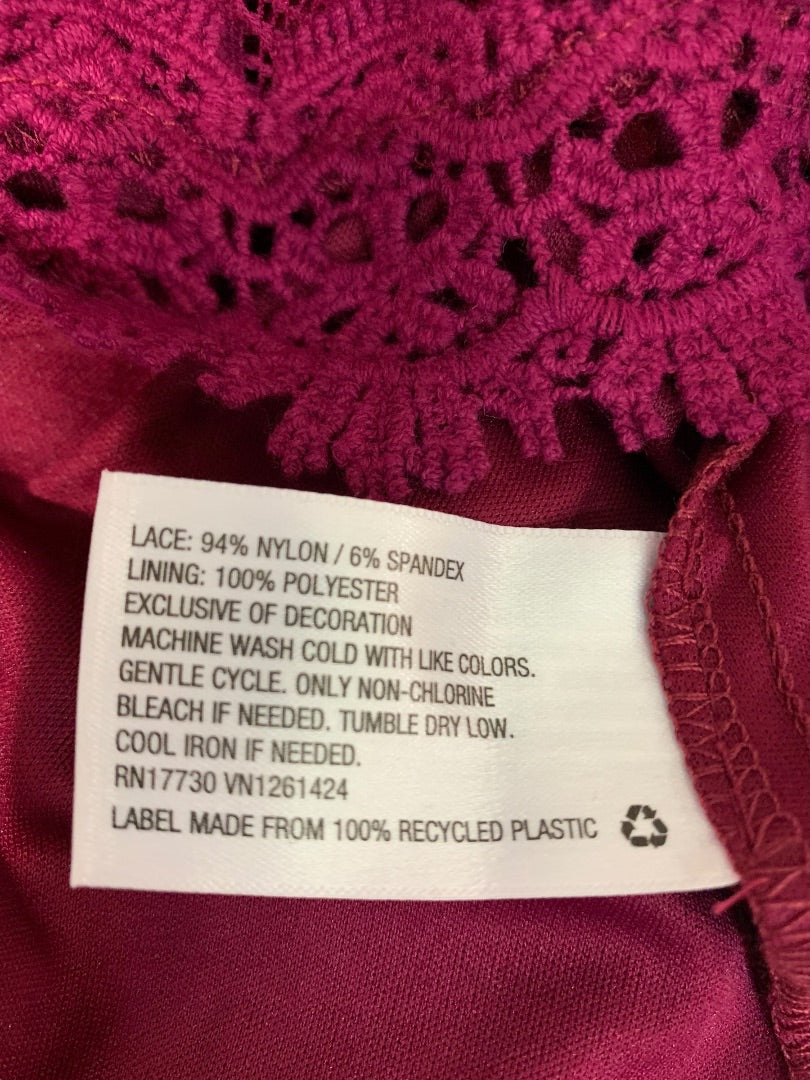 LACE: 94% NYLON / 6% SPANDEX
LINING: 100% POLYESTER
EXCLUSIVE OF DECORATION
MACHINE WASH COLD WITH LIKE COLORS.
GENTLE CYCLE. ONLY NON-CHLORINE
BLEACH IF NEEDED. TUMBLE DRY LOW.
COOL IRON IF NEEDED.
RN17730 VN1261424
LABEL MADE FROM 100% RECYCLED PLASTIC